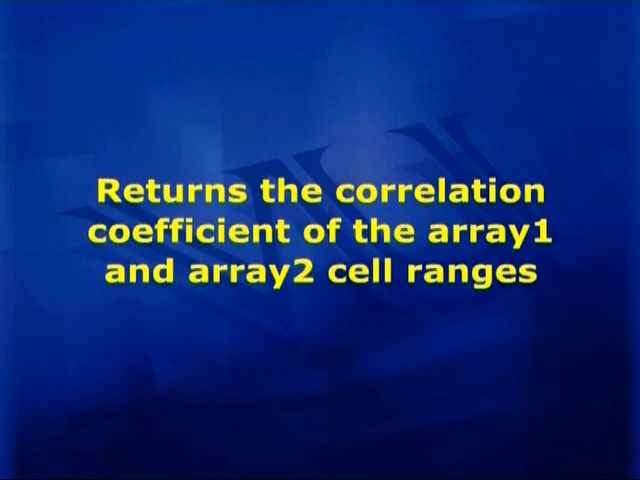 Returns the correlation
coefficient of the array1
and array2 cell ranges